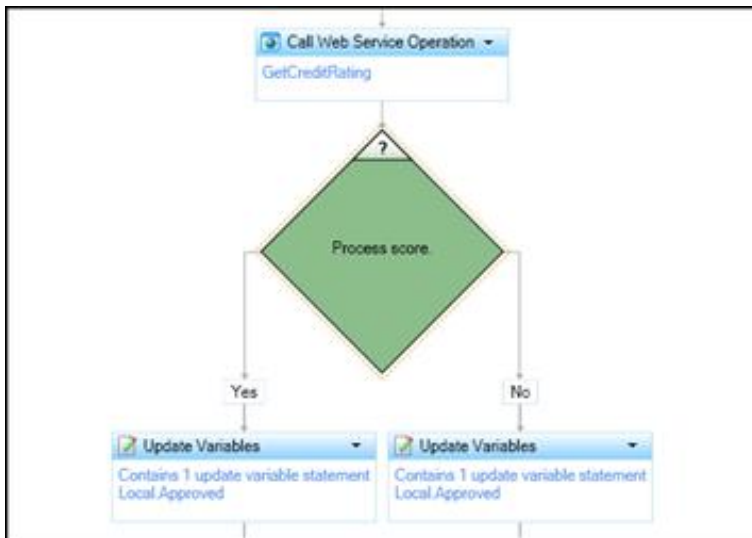 Call Web Service Operation
GetCreditRating
?
Process score.
Yes
No
Update Variables
Contains 1 update variable statement
Local.Approved
Update Variables
Contains 1 update variable statement
Local.Approved